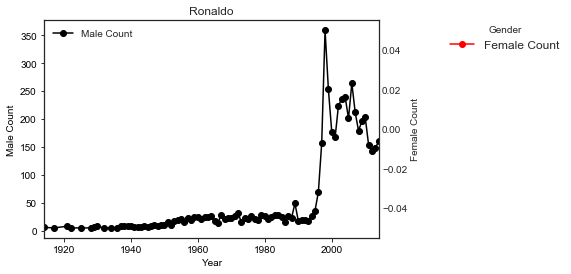 Ronaldo
Male Count
350
300
250
200
150
100
50
0
Male Count
1920
1940
1960
1980
2000
Year
0.04
0.02
0.00
−0.02
−0.04
Female Count
Gender
Female Count